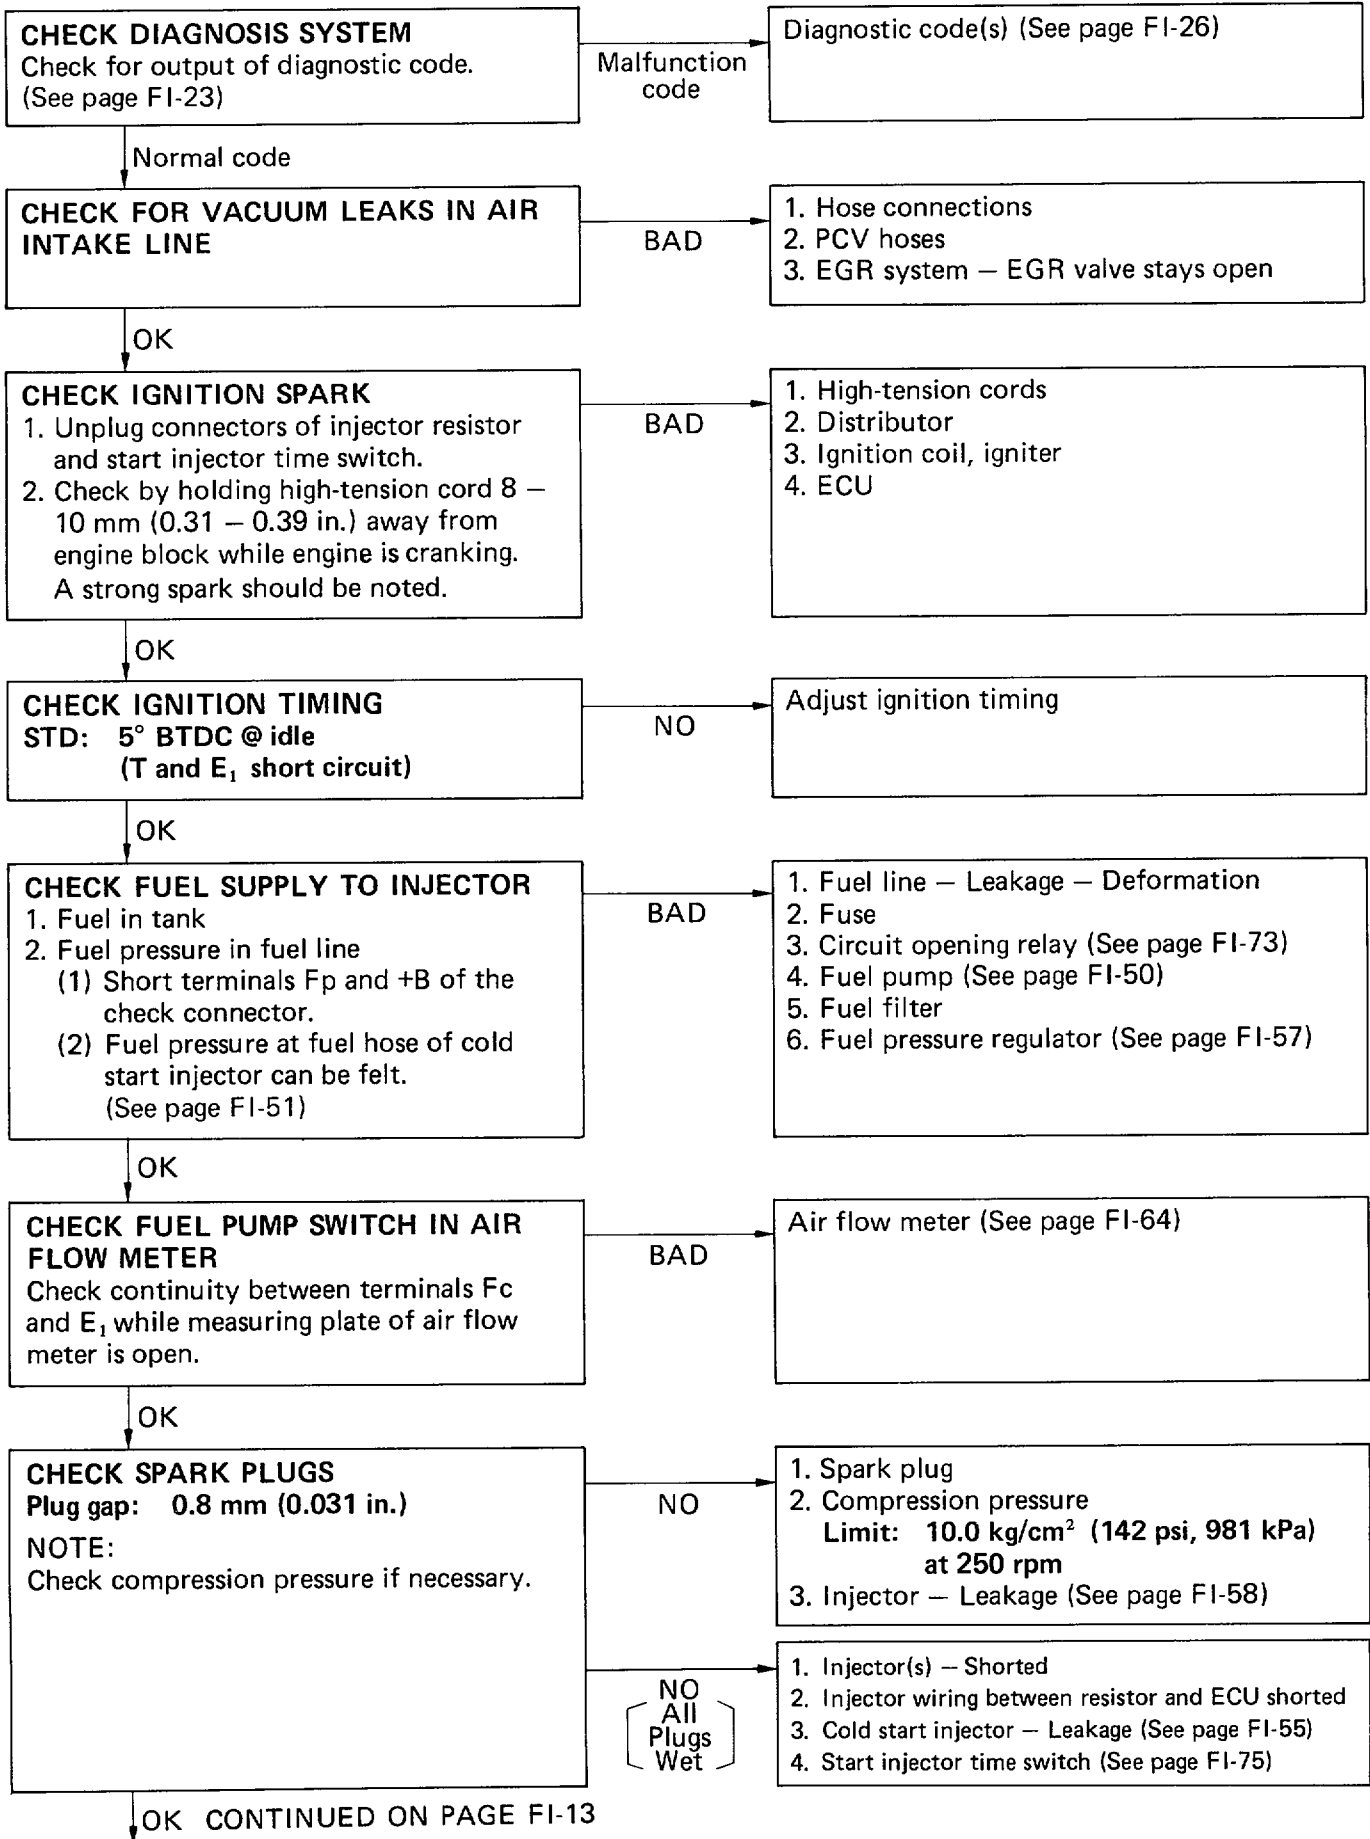 CHECK DIAGNOSIS SYSTEM
Check for output of diagnostic code.
(See page FI-23)
Malfunction
code
Diagnostic code(s) (See page FI-26)
Normal code
CHECK FOR VACUUM LEAKS IN AIR
INTAKE LINE
BAD
1. Hose connections
2. PCV hoses
3. EGR system — EGR valve stays open
OK
CHECK IGNITION SPARK
1. Unplug connectors of injector resistor
and start injector time switch.
2. Check by holding high-tension cord 8 —
10 mm (0.31 — 0.39 in.) away from
engine block while engine is cranking.
A strong spark should be noted.
BAD
1. High-tension cords
2. Distributor
3. Ignition coil, igniter
4. ECU
OK
CHECK IGNITION TIMING
STD: 5° BTDC @ idle
(T and E₁ short circuit)
NO
Adjust ignition timing
OK
CHECK FUEL SUPPLY TO INJECTOR
1. Fuel in tank
2. Fuel pressure in fuel line
(1) Short terminals Fp and +B of the
check connector.
(2) Fuel pressure at fuel hose of cold
start injector can be felt.
(See page FI-51)
BAD
1. Fuel line — Leakage — Deformation
2. Fuse
3. Circuit opening relay (See page FI-73)
4. Fuel pump (See page FI-50)
5. Fuel filter
6. Fuel pressure regulator (See page FI-57)
OK
CHECK FUEL PUMP SWITCH IN AIR
FLOW METER
Check continuity between terminals Fc
and E₁ while measuring plate of air flow
meter is open.
BAD
Air flow meter (See page FI-64)
OK
CHECK SPARK PLUGS
Plug gap: 0.8 mm (0.031 in.)
NOTE:
Check compression pressure if necessary.
NO
1. Spark plug
2. Compression pressure
Limit: 10.0 kg/cm² (142 psi, 981 kPa)
at 250 rpm
3. Injector — Leakage (See page FI-58)
NO
All
Plugs
Wet
1. Injector(s) — Shorted
2. Injector wiring between resistor and ECU shorted
3. Cold start injector — Leakage (See page FI-55)
4. Start injector time switch (See page FI-75)
OK CONTINUED ON PAGE FI-13